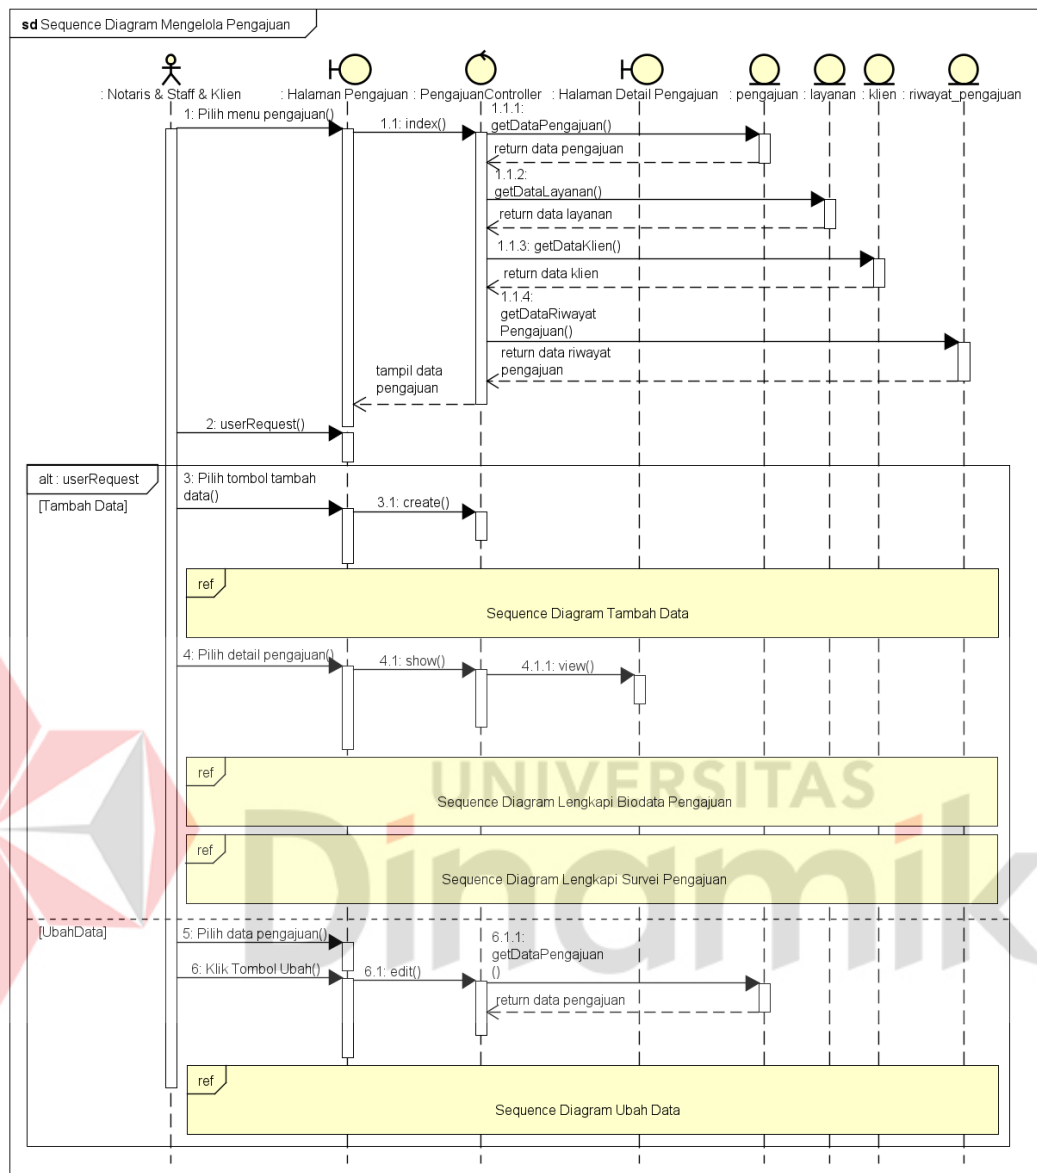 sd Sequence Diagram Mengelola Pengajuan
: Notaris & Staff & Klien
: Halaman Pengajuan
: PengajuanController
: Halaman Detail Pengajuan
: pengajuan
: layanan
: klien
: riwayat_pengajuan
1: Pilih menu pengajuan()
1.1: index()
1.1.1:
getDataPengajuan()
return data pengajuan
1.1.2:
getDataLayanan()
return data layanan
1.1.3: getDataKlien()
return data klien
1.1.4:
getDataRiwayat
Pengajuan()
return data riwayat
pengajuan
tampil data
pengajuan
2: userRequest()
alt : userRequest
[Tambah Data]
3: Pilih tombol tambah
data()
3.1: create()
ref
Sequence Diagram Tambah Data
4: Pilih detail pengajuan()
4.1: show()
4.1.1: view()
ref
Sequence Diagram Lengkapi Biodata Pengajuan
ref
Sequence Diagram Lengkapi Survei Pengajuan
UNIVERSITAS
Dinamik
[UbahData]
5: Pilih data pengajuan()
6: Klik Tombol Ubah()
6.1: edit()
6.1.1:
getDataPengajuan
()
return data pengajuan
ref
Sequence Diagram Ubah Data